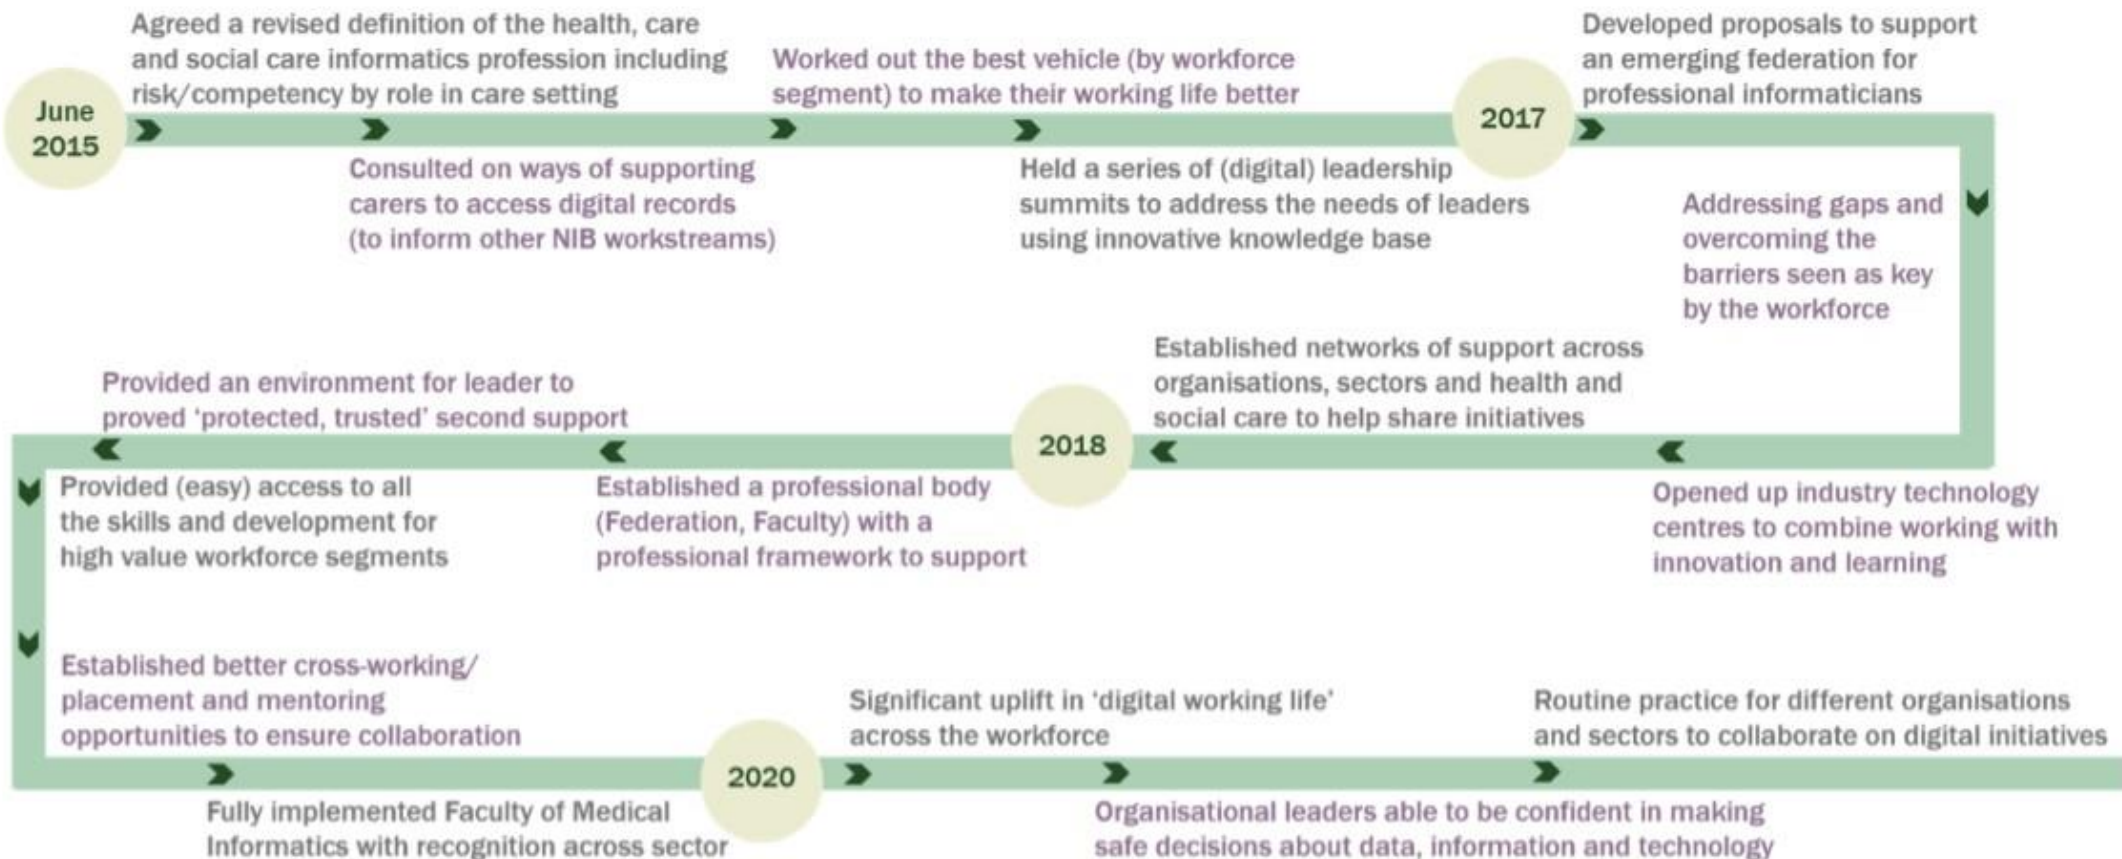 June
2015
Agreed a revised definition of the health, care
and social care informatics profession including
risk/competency by role in care setting
Consulted on ways of supporting
carers to access digital records
(to inform other NIB workstreams)
Worked out the best vehicle (by workforce
segment) to make their working life better
Held a series of (digital) leadership
summits to address the needs of leaders
using innovative knowledge base
2017
Developed proposals to support
an emerging federation for
professional informaticians
Addressing gaps and
overcoming the
barriers seen as key
by the workforce
Opened up industry technology
centres to combine working with
innovation and learning
Established networks of support across
organisations, sectors and health and
social care to help share initiatives
2018
Established a professional body
(Federation, Faculty) with a
professional framework to support
Provided an environment for leader to
proved ‘protected, trusted’ second support
Provided (easy) access to all
the skills and development for
high value workforce segments
Established better cross-working/
placement and mentoring
opportunities to ensure collaboration
Fully implemented Faculty of Medical
Informatics with recognition across sector
2020
Significant uplift in ‘digital working life’
across the workforce
Organisational leaders able to be confident in making
safe decisions about data, information and technology
Routine practice for different organisations
and sectors to collaborate on digital initiatives